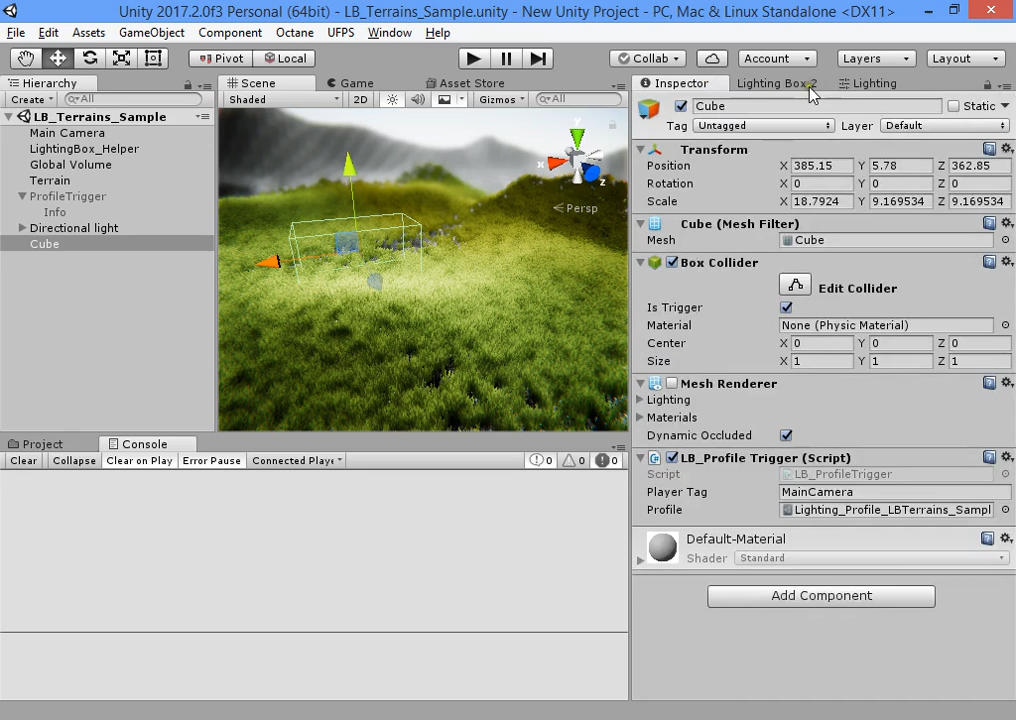 Unity 2017.2.0f3 Personal (64bit) - LB_Terrains_Sample.unity - New Unity Project - PC, Mac & Linux Standalone <DX11>
File Edit Assets GameObject Component Octane UFPS Window Help
Pivot Local Collab Account Layers Layout
Hierarchy Scene Game Asset Store Inspector Lighting Box 2 Lighting
Create All Shaded 2D Gizmos All
Cube Static
LB_Terrains_Sample
Tag Untagged Layer Default
Main Camera
LightingBox_Helper
Global Volume
Terrain
ProfileTrigger
Info
Directional light
Cube
y
x
z
Persp
Transform
Position X 385.15 Y 5.78 Z 362.85
Rotation X 0 Y 0 Z 0
Scale X 18.7924 Y 9.169534 Z 9.169534
Cube (Mesh Filter)
Mesh Cube
Box Collider
Edit Collider
Is Trigger
Material None (Physic Material)
Center X 0 Y 0 Z 0
Size X 1 Y 1 Z 1
Mesh Renderer
Lighting
Materials
Dynamic Occluded
LB_Profile Trigger (Script)
Script LB_ProfileTrigger
Player Tag MainCamera
Profile Lighting_Profile_LBTerrains_Sampl
Default-Material
Shader Standard
Add Component
Project Console
Clear Collapse Clear on Play Error Pause Connected Playe 0 0 0